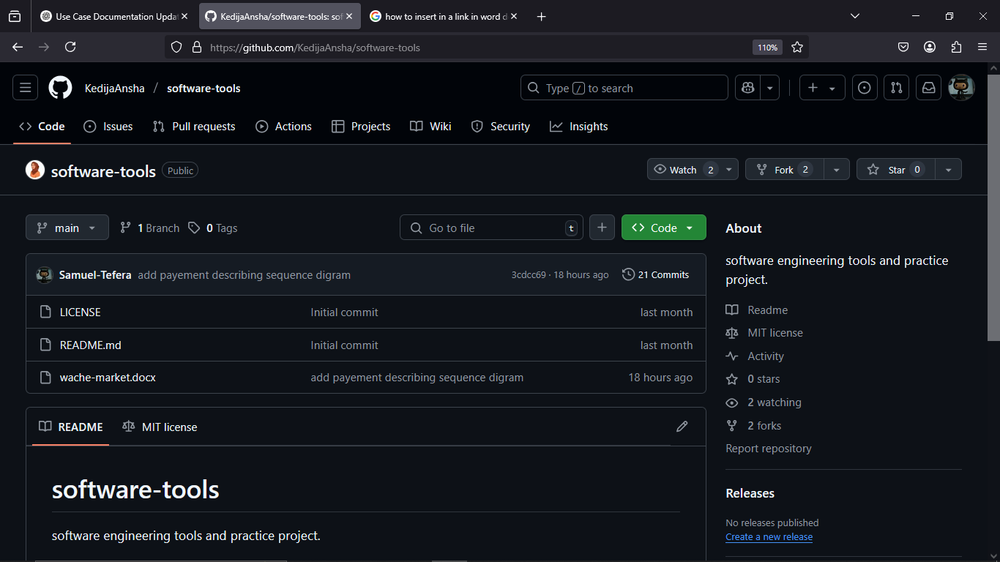 Use Case Documentation Updat
KedijaAnsha/software-tools: sof
how to insert in a link in word d
https://github.com/KedijaAnsha/software-tools
110%
KedijaAnsha / software-tools
Type / to search
Code
Issues
Pull requests
Actions
Projects
Wiki
Security
Insights
software-tools Public
Watch 2
Fork 2
Star 0
main
1 Branch
0 Tags
Go to file t
Code
Samuel-Tefera add payement describing sequence digram 3cdcc69 · 18 hours ago 21 Commits
LICENSE Initial commit last month
README.md Initial commit last month
wache-market.docx add payement describing sequence digram 18 hours ago
README
MIT license
software-tools
software engineering tools and practice project.
About
software engineering tools and practice
project.
Readme
MIT license
Activity
0 stars
2 watching
2 forks
Report repository
Releases
No releases published
Create a new release